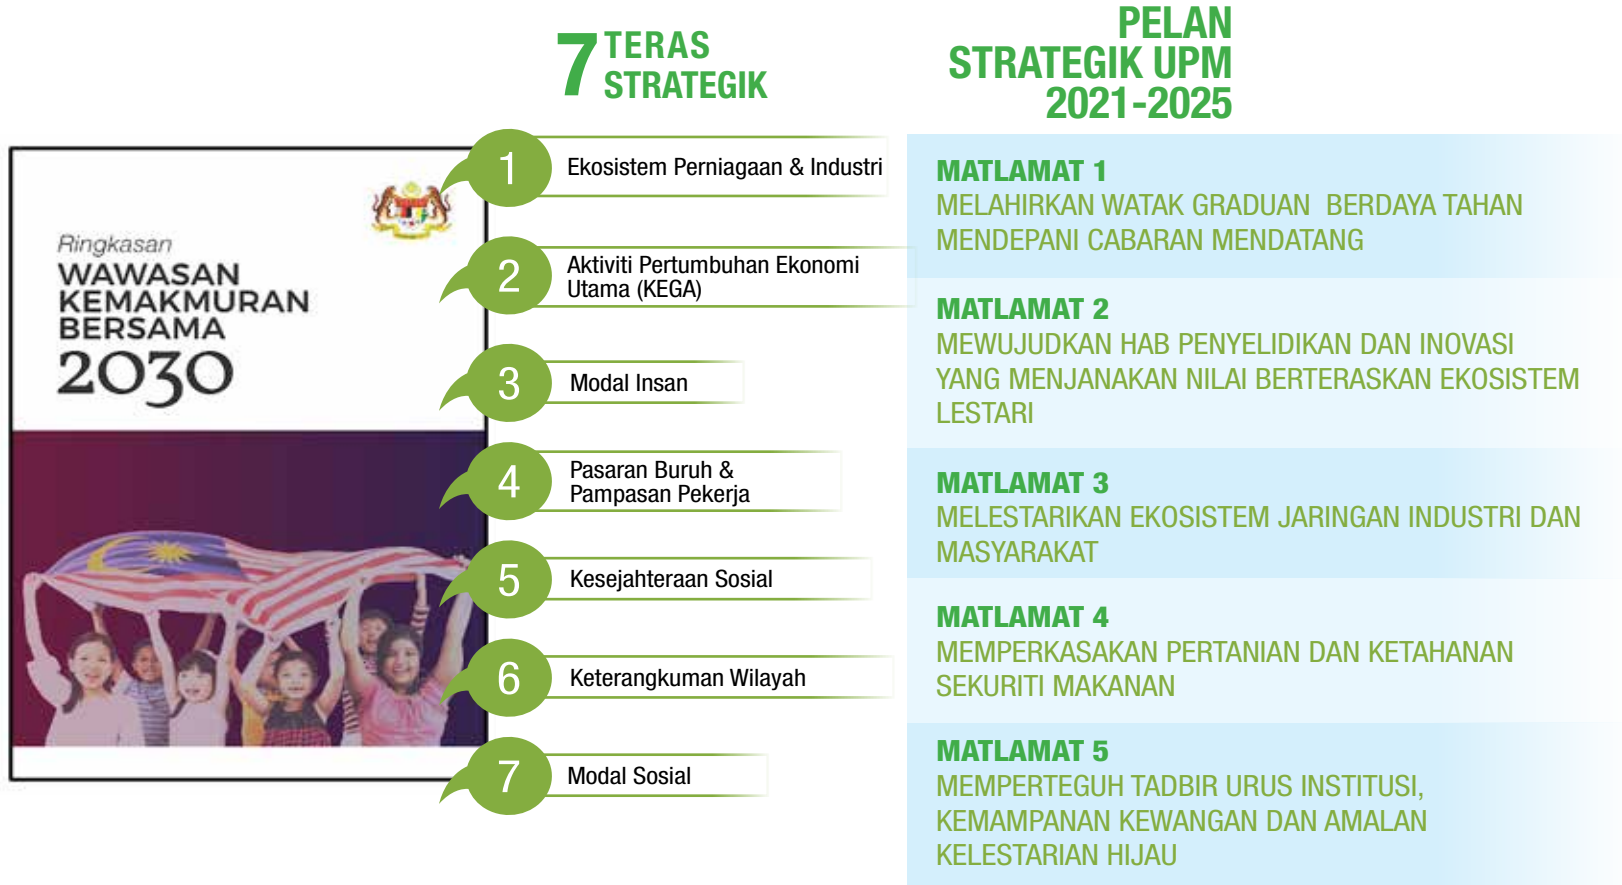 7 TERAS
STRATEGIK
PELAN
STRATEGIK UPM
2021-2025
Ringkasan
WAWASAN
KEMAKMURAN
BERSAMA
2030
1
Ekosistem Perniagaan & Industri
2
Aktiviti Pertumbuhan Ekonomi
Utama (KEGA)
3
Modal Insan
4
Pasaran Buruh &
Pampasan Pekerja
5
Kesejahteraan Sosial
6
Keterangkuman Wilayah
7
Modal Sosial
MATLAMAT 1
MELAHIRKAN WATAK GRADUAN BERDAYA TAHAN
MENDEPANI CABARAN MENDATANG
MATLAMAT 2
MEWUJUDKAN HAB PENYELIDIKAN DAN INOVASI
YANG MENJANAKAN NILAI BERTERASKAN EKOSISTEM
LESTARI
MATLAMAT 3
MELESTARIKAN EKOSISTEM JARINGAN INDUSTRI DAN
MASYARAKAT
MATLAMAT 4
MEMPERKASAKAN PERTANIAN DAN KETAHANAN
SEKURITI MAKANAN
MATLAMAT 5
MEMPERTEGUH TADBIR URUS INSTITUSI,
KEMAMPANAN KEWANGAN DAN AMALAN
KELESTARIAN HIJAU